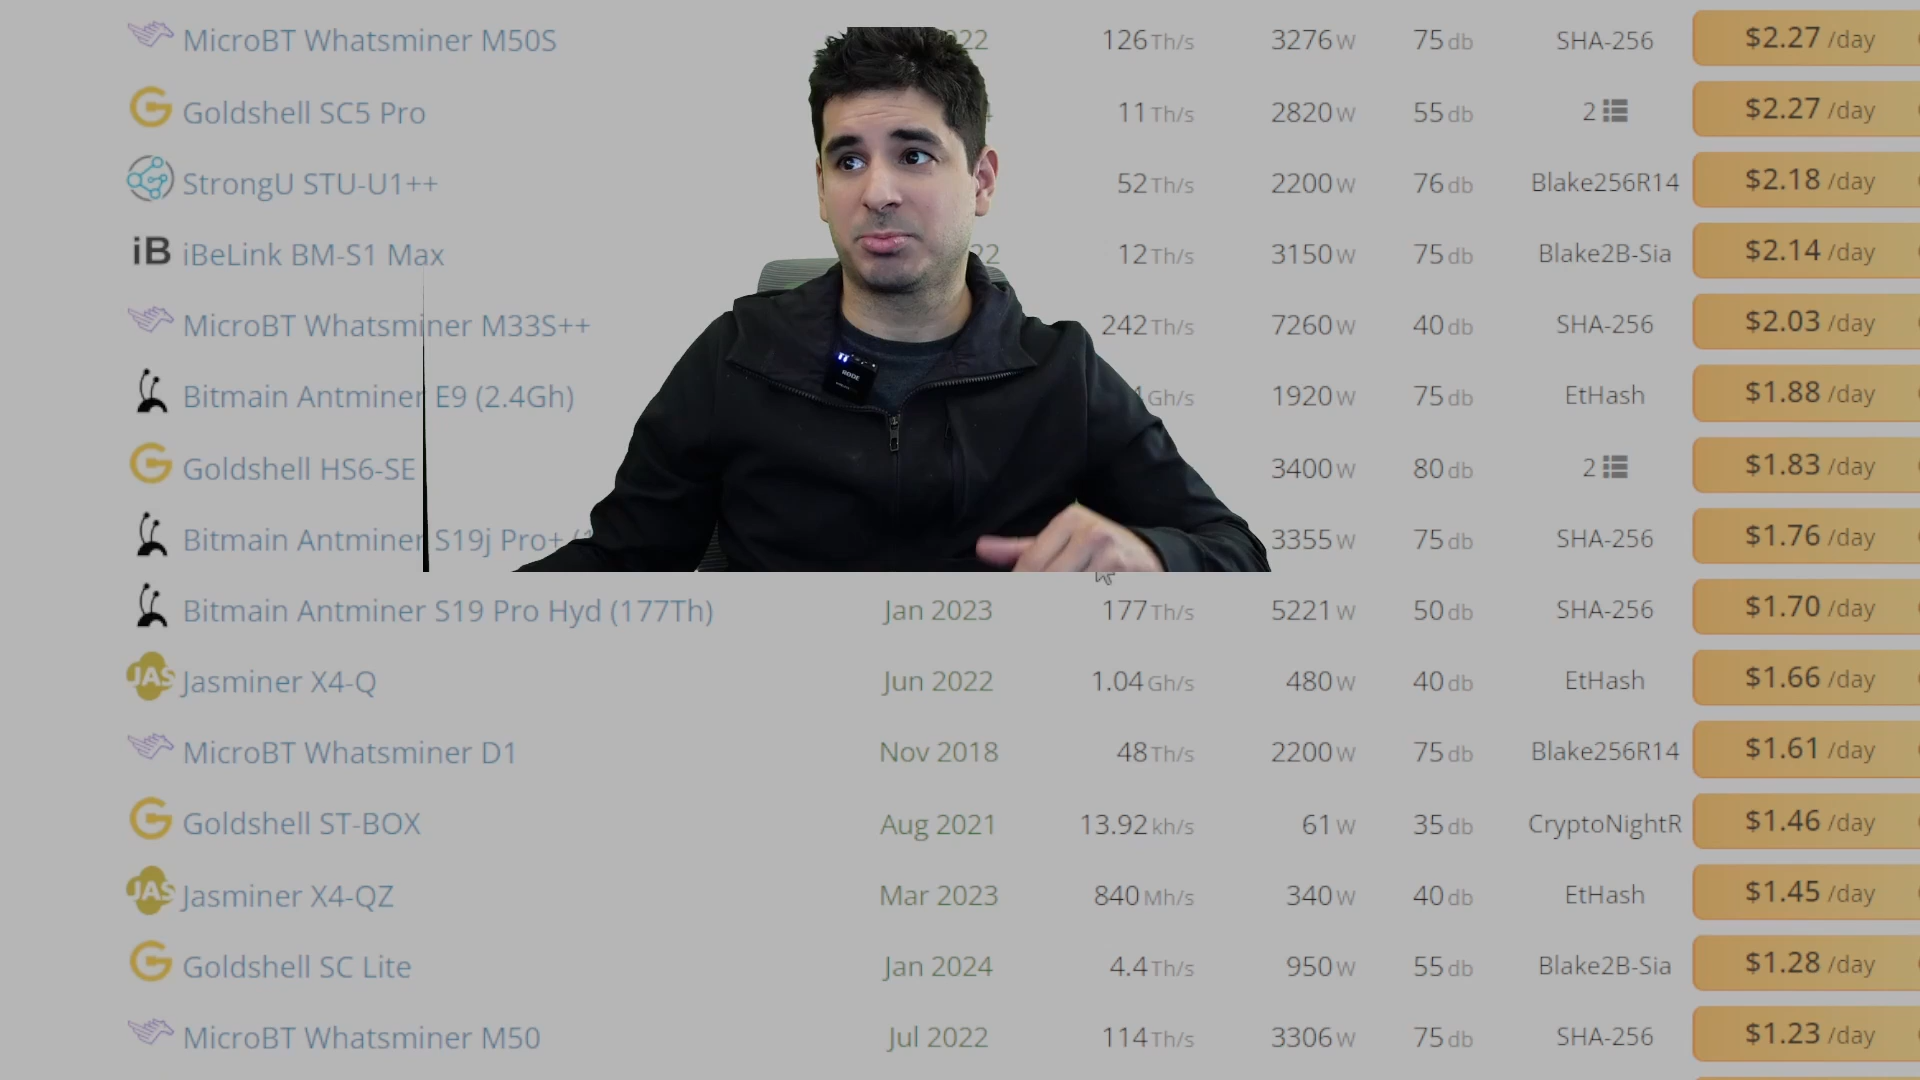 MicroBT Whatsminer M50S 22 126 Th/s 3276 W 75 db SHA-256 $2.27 /day
Goldshell SC5 Pro 11 Th/s 2820 W 55 db 2 $2.27 /day
StrongU STU-U1++ 52 Th/s 2200 W 76 db Blake256R14 $2.18 /day
iB iBeLink BM-S1 Max 22 12 Th/s 3150 W 75 db Blake2B-Sia $2.14 /day
MicroBT Whatsminer M33S++ 242 Th/s 7260 W 40 db SHA-256 $2.03 /day
RODE
Bitmain Antminer E9 (2.4Gh) Gh/s 1920 W 75 db EtHash $1.88 /day
Goldshell HS6-SE 3400 W 80 db 2 $1.83 /day
Bitmain Antminer S19j Pro+ 3355 W 75 db SHA-256 $1.76 /day
Bitmain Antminer S19 Pro Hyd (177Th) Jan 2023 177 Th/s 5221 W 50 db SHA-256 $1.70 /day
JAS Jasminer X4-Q Jun 2022 1.04 Gh/s 480 W 40 db EtHash $1.66 /day
MicroBT Whatsminer D1 Nov 2018 48 Th/s 2200 W 75 db Blake256R14 $1.61 /day
Goldshell ST-BOX Aug 2021 13.92 kh/s 61 W 35 db CryptoNightR $1.46 /day
JAS Jasminer X4-QZ Mar 2023 840 Mh/s 340 W 40 db EtHash $1.45 /day
Goldshell SC Lite Jan 2024 4.4 Th/s 950 W 55 db Blake2B-Sia $1.28 /day
MicroBT Whatsminer M50 Jul 2022 114 Th/s 3306 W 75 db SHA-256 $1.23 /day